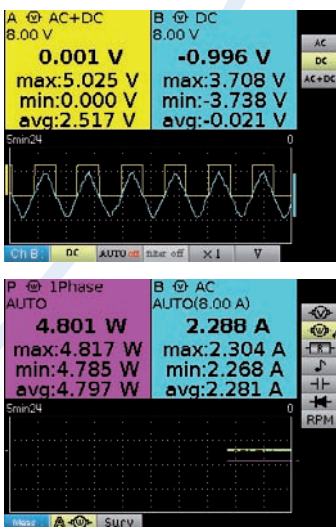 A V AC+DC
8.00 V
0.001 V
max:5.025 V
min:0.000 V
avg:2.517 V
B V DC
8.00 V
-0.996 V
max:3.708 V
min:-3.738 V
avg:-0.021 V
AC
DC
AC+DC
5min24
0
Ch B: DC AUTO off filter off ×1 V
P W 1Phase
AUTO
4.801 W
max:4.817 W
min:4.785 W
avg:4.797 W
B V AC
AUTO(8.00 A)
2.288 A
max:2.304 A
min:2.268 A
avg:2.281 A
V
W
R
RPM
5min24
0
Meas: A W Surv